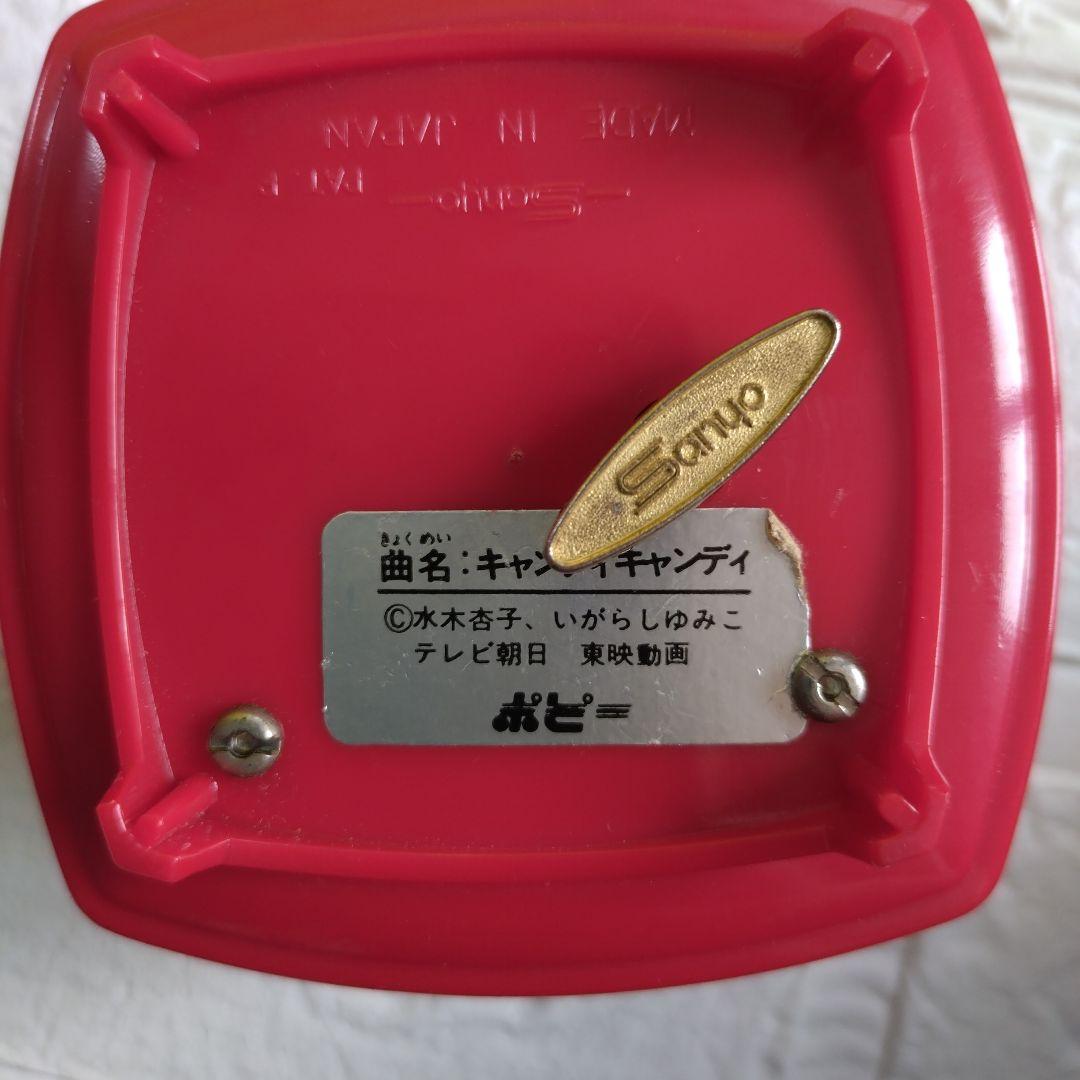 MADE IN JAPAN
Sanyo PAT. P
Sanyo
きょくめい
曲名：キャンディキャンディ
©水木杏子、いがらしゆみこ
テレビ朝日　東映動画
ポピー